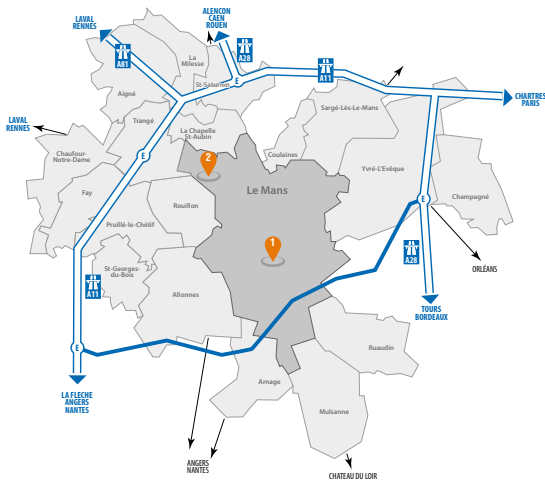 LAVAL
RENNES
ALENCON
CAEN
ROUEN
A81
A28
A11
CHARTRES
PARIS
La
Milesse
St-Saturnin
E
Aigné
Sargé-Lès-Le-Mans
LAVAL
RENNES
Trangé
La Chapelle
St-Aubin
Chaufour-
Notre-Dame
E
2
Coulaines
Yvré-L'Evêque
Fay
Le Mans
Champagné
Rouillon
E
Pruillé-le-Chétif
1
A28
ORLÉANS
St-Georges-
du-Bois
A11
Allonnes
TOURS
BORDEAUX
E
Ruaudin
Arnage
LA FLECHE
ANGERS
NANTES
Mulsanne
ANGERS
NANTES
CHATEAU DU LOIR